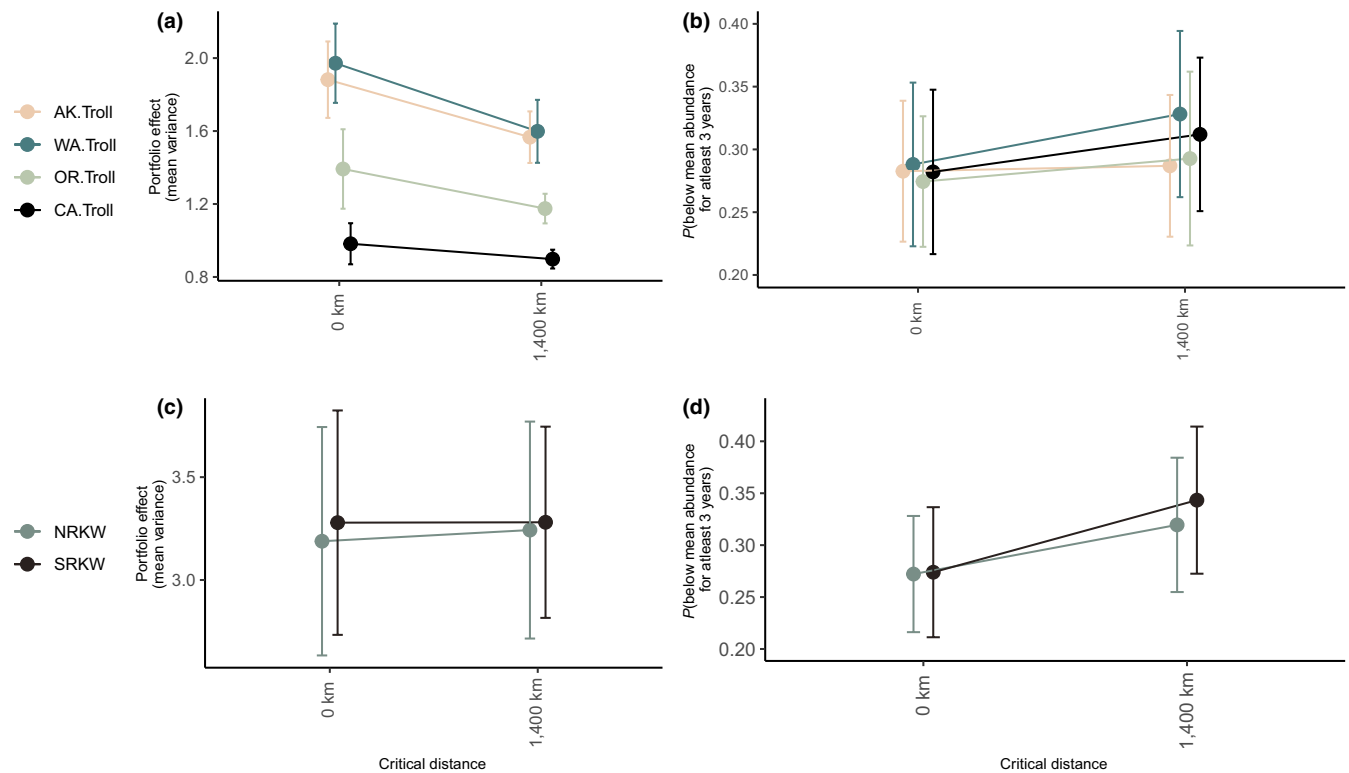 (a)
(b)
AK.Troll
WA.Troll
OR.Troll
CA.Troll
Portfolio effect
(mean variance)
2.0
1.6
1.2
0.8
0 km
1,400 km
P(below mean abundance
for atleast 3 years)
0.40
0.35
0.30
0.25
0.20
0 km
1,400 km
(c)
(d)
NRKW
SRKW
Portfolio effect
(mean variance)
3.5
3.0
0 km
1,400 km
Critical distance
P(below mean abundance
for atleast 3 years)
0.40
0.35
0.30
0.25
0.20
0 km
1,400 km
Critical distance